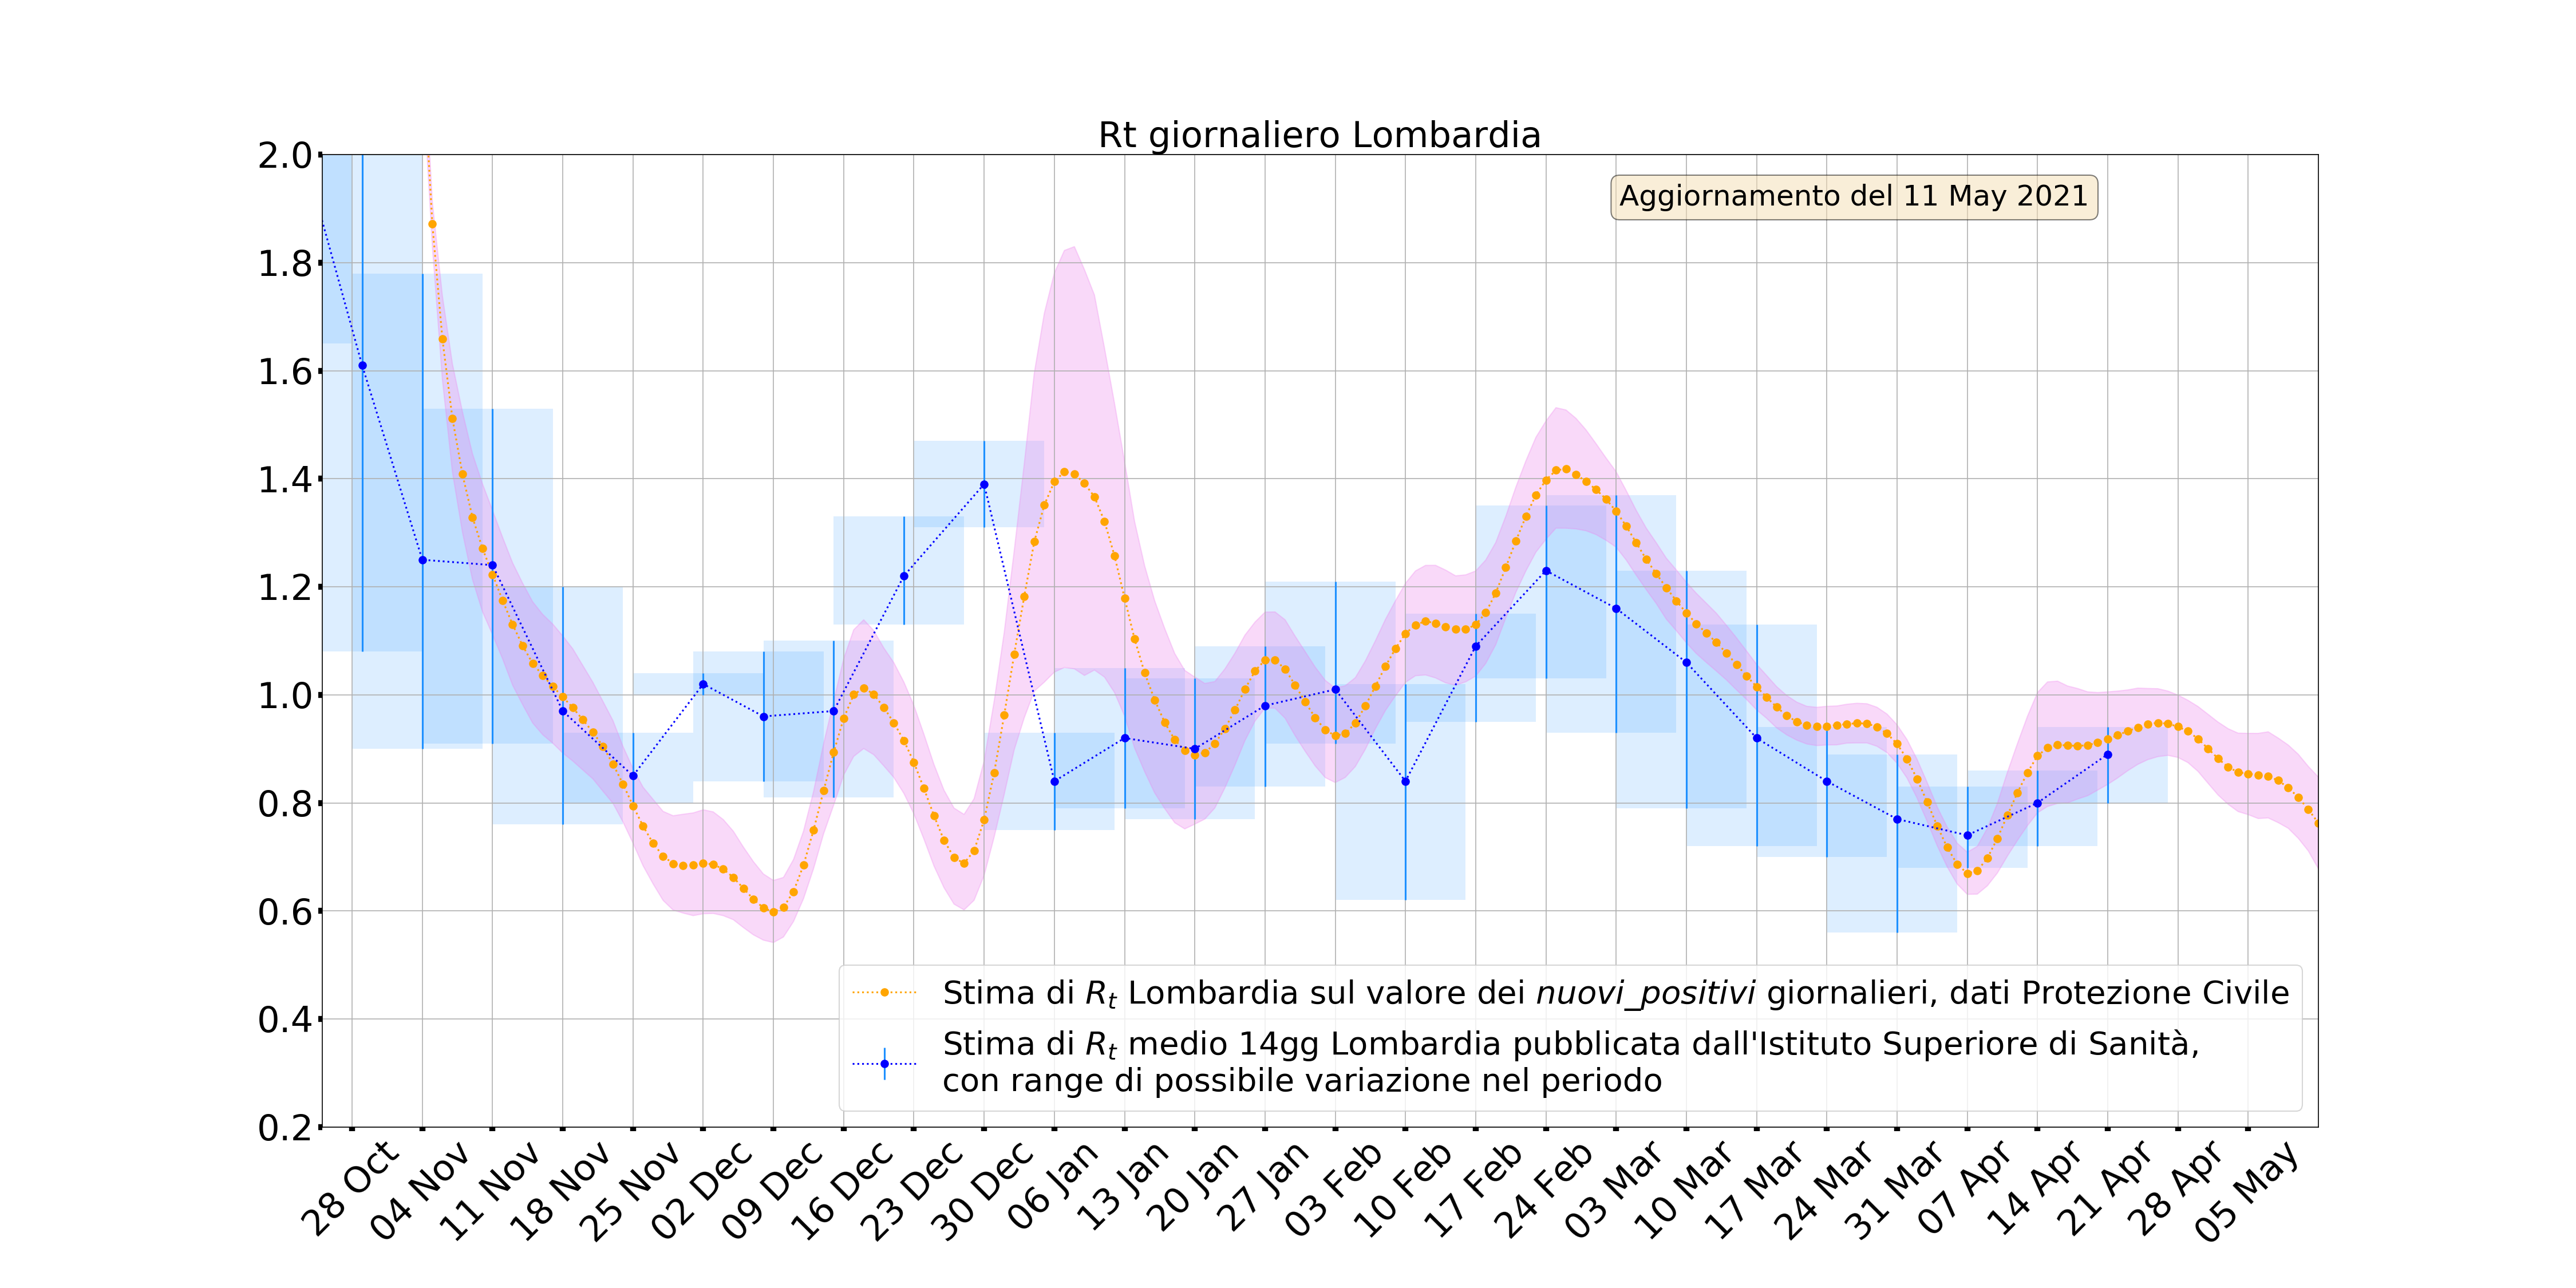 Rt giornaliero Lombardia
Aggiornamento del 11 May 2021
2.0
1.8
1.6
1.4
1.2
1.0
0.8
0.6
0.4
0.2
Stima di Rt Lombardia sul valore dei nuovi_positivi giornalieri, dati Protezione Civile
Stima di Rt medio 14gg Lombardia pubblicata dall'Istituto Superiore di Sanità,
con range di possibile variazione nel periodo
28 Oct
04 Nov
11 Nov
18 Nov
25 Nov
02 Dec
09 Dec
16 Dec
23 Dec
30 Dec
06 Jan
13 Jan
20 Jan
27 Jan
03 Feb
10 Feb
17 Feb
24 Feb
03 Mar
10 Mar
17 Mar
24 Mar
31 Mar
07 Apr
14 Apr
21 Apr
28 Apr
05 May